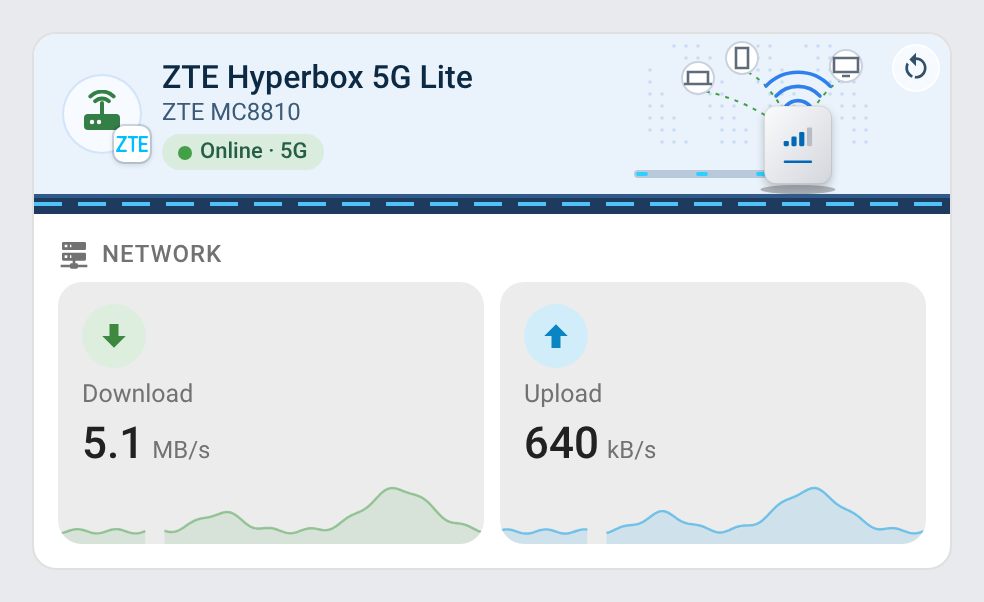 ZTE Hyperbox 5G Lite
ZTE MC8810
ZTE
Online · 5G
NETWORK
Download
5.1 MB/s
Upload
640 kB/s